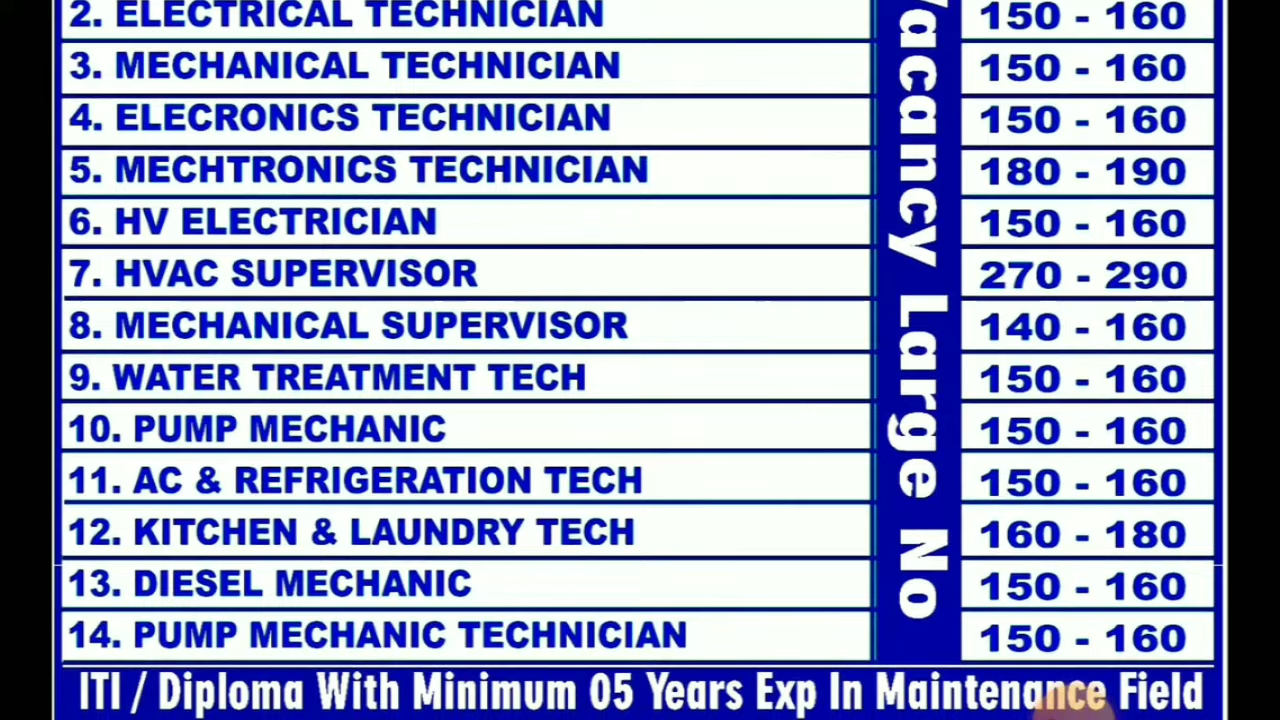 2. ELECTRICAL TECHNICIAN 150 - 160
3. MECHANICAL TECHNICIAN 150 - 160
4. ELECRONICS TECHNICIAN 150 - 160
5. MECHTRONICS TECHNICIAN 180 - 190
6. HV ELECTRICIAN 150 - 160
7. HVAC SUPERVISOR 270 - 290
8. MECHANICAL SUPERVISOR 140 - 160
9. WATER TREATMENT TECH 150 - 160
10. PUMP MECHANIC 150 - 160
11. AC & REFRIGERATION TECH 150 - 160
12. KITCHEN & LAUNDRY TECH 160 - 180
13. DIESEL MECHANIC 150 - 160
14. PUMP MECHANIC TECHNICIAN 150 - 160
Vacancy Large No
ITI / Diploma With Minimum 05 Years Exp In Maintenance Field